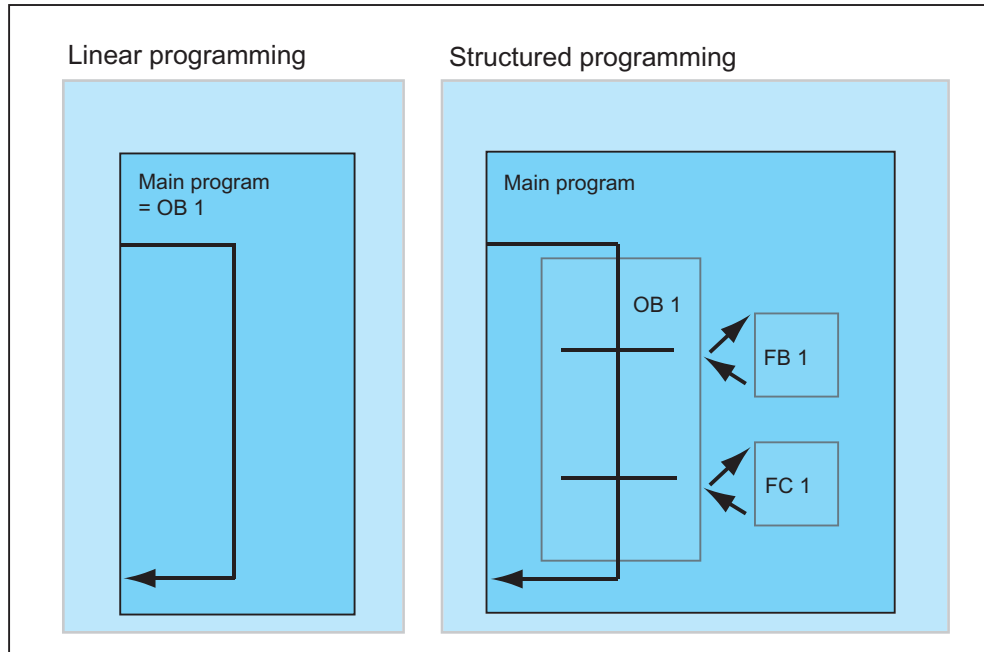 Linear programming
Main program
= OB 1
Structured programming
Main program
OB 1
FB 1
FC 1